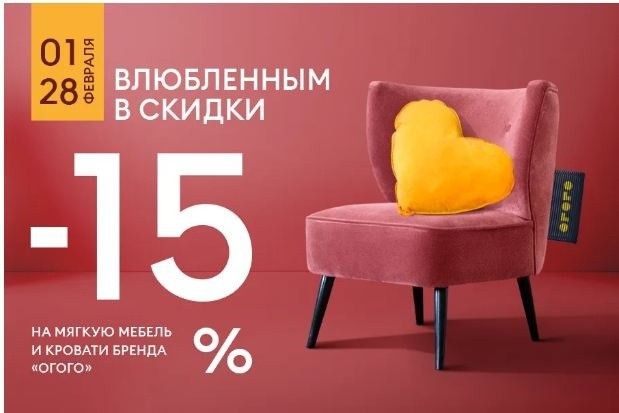 01
28
ФЕВРАЛЯ
ВЛЮБЛЕННЫМ
В СКИДКИ
-15
%
НА МЯГКУЮ МЕБЕЛЬ
И КРОВАТИ БРЕНДА
«ОГОГО»
ОГОГО